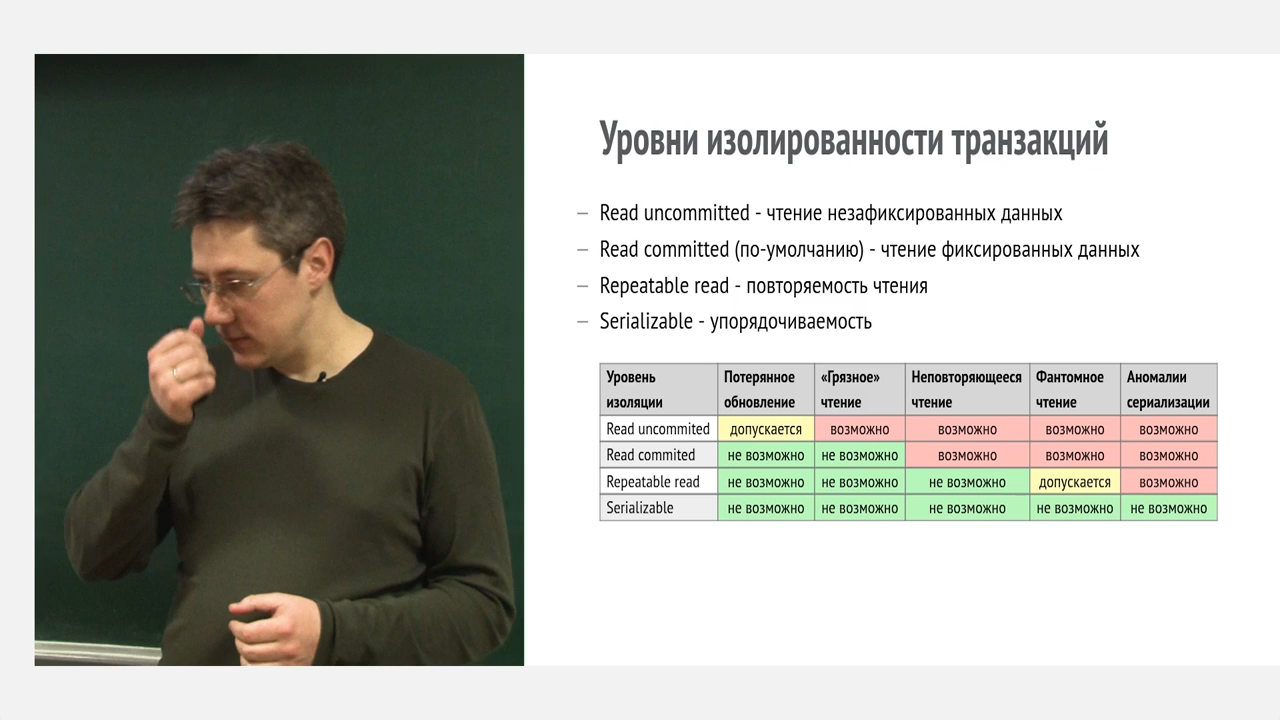 Уровни изолированности транзакций
– Read uncommitted - чтение незафиксированных данных
– Read committed (по-умолчанию) - чтение фиксированных данных
– Repeatable read - повторяемость чтения
– Serializable - упорядочиваемость
Уровень изоляции Потерянное обновление «Грязное» чтение Неповторяющееся чтение Фантомное чтение Аномалии сериализации
Read uncommited допускается возможно возможно возможно возможно
Read commited не возможно не возможно возможно возможно возможно
Repeatable read не возможно не возможно не возможно допускается возможно
Serializable не возможно не возможно не возможно не возможно не возможно